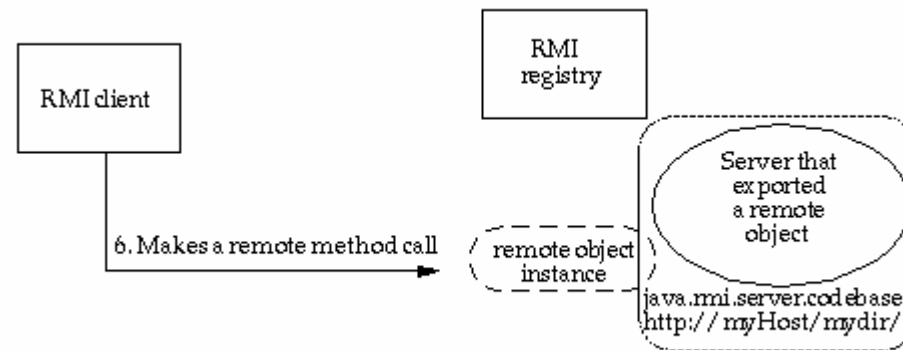 RMI client
RMI
registry
Server that
exported
a remote
object
6. Makes a remote method call
remote object
instance
java.rmi.server.codebase
http://myHost/mydir/